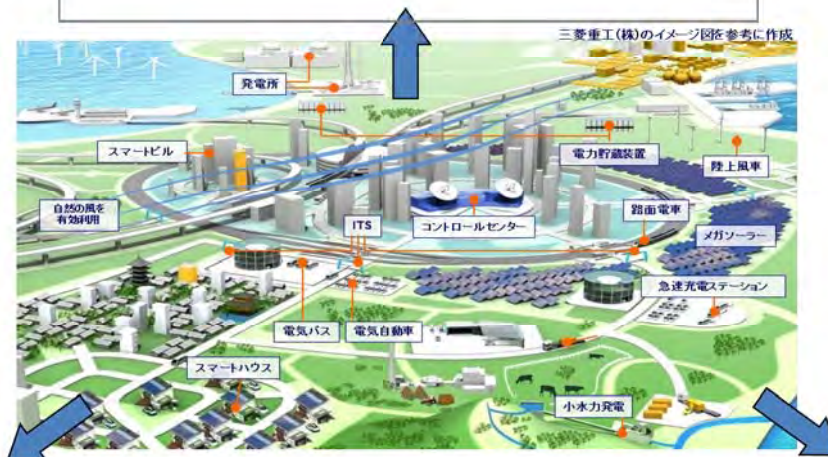 三菱重工(株)のイメージ図を参考に作成
発電所
スマートビル
電力貯蔵装置
陸上風車
自然の風を
有効利用
ITS
コントロールセンター
路面電車
メガソーラー
急速充電ステーション
電気バス
電気自動車
スマートハウス
小水力発電